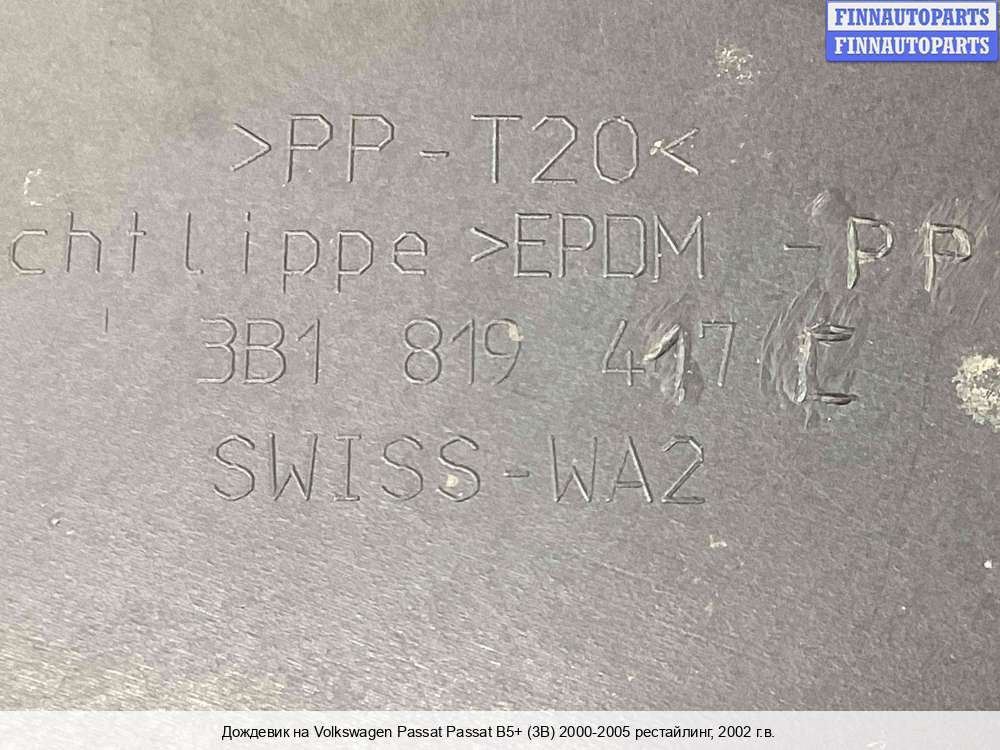 FINNAUTOPARTS
FINNAUTOPARTS
>PP-T20<
chtlippe >EPDM -PP
3B1 819 417 C
SWISS-WA2
Дождевик на Volkswagen Passat Passat B5+ (3B) 2000-2005 рестайлинг, 2002 г.в.